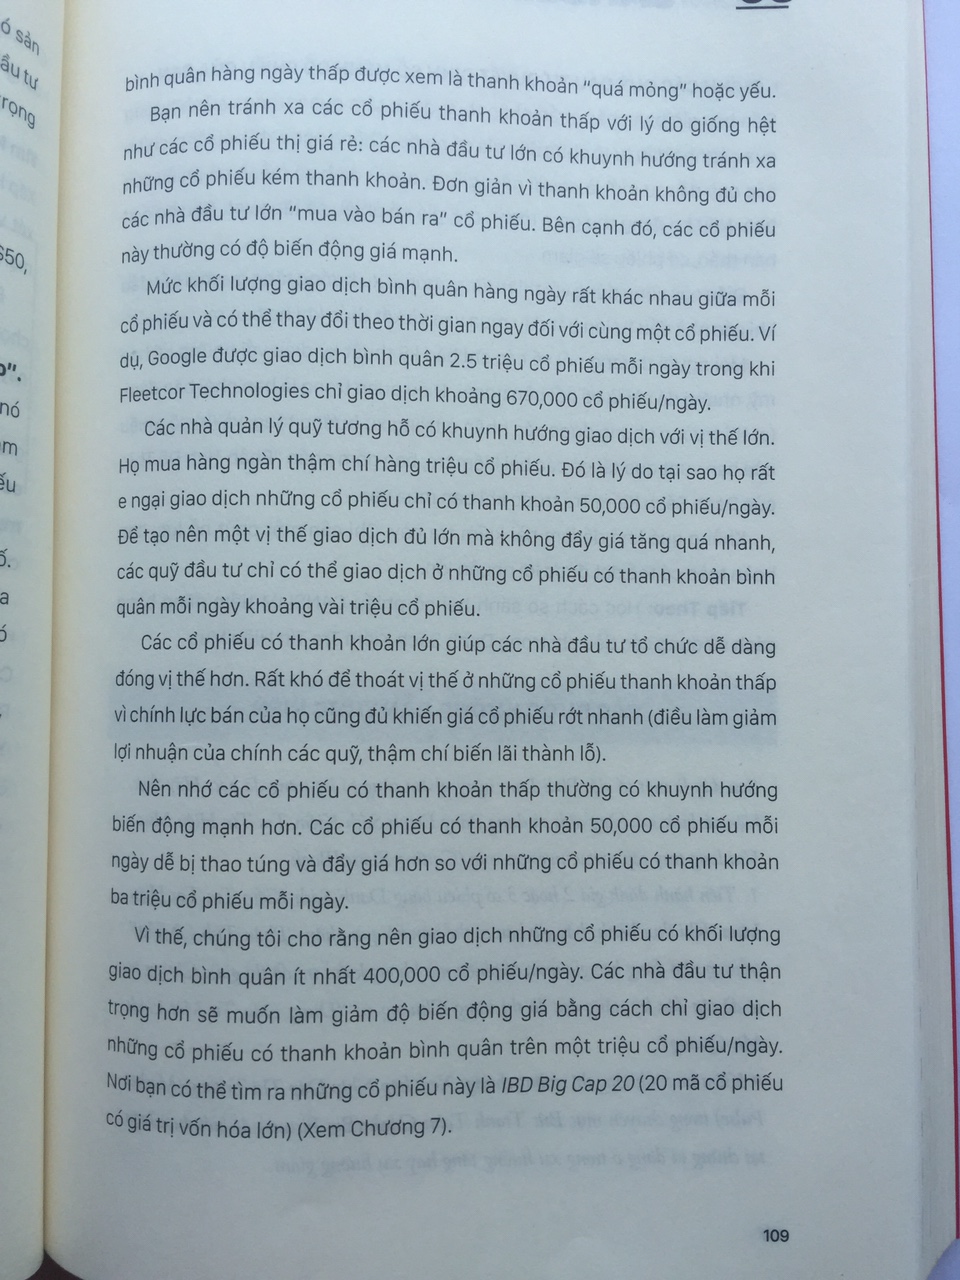 ó sản
ầu tư
rọng
$50,
o".
nó
ếu
ố.
a
ó
bình quân hàng ngày thấp được xem là thanh khoản “quá mỏng” hoặc yếu.
Bạn nên tránh xa các cổ phiếu thanh khoản thấp với lý do giống hệt
như các cổ phiếu thị giá rẻ: các nhà đầu tư lớn có khuynh hướng tránh xa
những cổ phiếu kém thanh khoản. Đơn giản vì thanh khoản không đủ cho
các nhà đầu tư lớn “mua vào bán ra” cổ phiếu. Bên cạnh đó, các cổ phiếu
này thường có độ biến động giá mạnh.
Mức khối lượng giao dịch bình quân hàng ngày rất khác nhau giữa mỗi
cổ phiếu và có thể thay đổi theo thời gian ngay đối với cùng một cổ phiếu. Ví
dụ, Google được giao dịch bình quân 2.5 triệu cổ phiếu mỗi ngày trong khi
Fleetcor Technologies chỉ giao dịch khoảng 670,000 cổ phiếu/ngày.
Các nhà quản lý quỹ tương hỗ có khuynh hướng giao dịch với vị thế lớn.
Họ mua hàng ngàn thậm chí hàng triệu cổ phiếu. Đó là lý do tại sao họ rất
e ngại giao dịch những cổ phiếu chỉ có thanh khoản 50,000 cổ phiếu/ngày.
Để tạo nên một vị thế giao dịch đủ lớn mà không đẩy giá tăng quá nhanh,
các quỹ đầu tư chỉ có thể giao dịch ở những cổ phiếu có thanh khoản bình
quân mỗi ngày khoảng vài triệu cổ phiếu.
Các cổ phiếu có thanh khoản lớn giúp các nhà đầu tư tổ chức dễ dàng
đóng vị thế hơn. Rất khó để thoát vị thế ở những cổ phiếu thanh khoản thấp
vì chính lực bán của họ cũng đủ khiến giá cổ phiếu rớt nhanh (điều làm giảm
lợi nhuận của chính các quỹ, thậm chí biến lãi thành lỗ).
Nên nhớ các cổ phiếu có thanh khoản thấp thường có khuynh hướng
biến động mạnh hơn. Các cổ phiếu có thanh khoản 50,000 cổ phiếu mỗi
ngày dễ bị thao túng và đẩy giá hơn so với những cổ phiếu có thanh khoản
ba triệu cổ phiếu mỗi ngày.
Vì thế, chúng tôi cho rằng nên giao dịch những cổ phiếu có khối lượng
giao dịch bình quân ít nhất 400,000 cổ phiếu/ngày. Các nhà đầu tư thận
trọng hơn sẽ muốn làm giảm độ biến động giá bằng cách chỉ giao dịch
những cổ phiếu có thanh khoản bình quân trên một triệu cổ phiếu/ngày.
Nơi bạn có thể tìm ra những cổ phiếu này là IBD Big Cap 20 (20 mã cổ phiếu
có giá trị vốn hóa lớn) (Xem Chương 7).
109